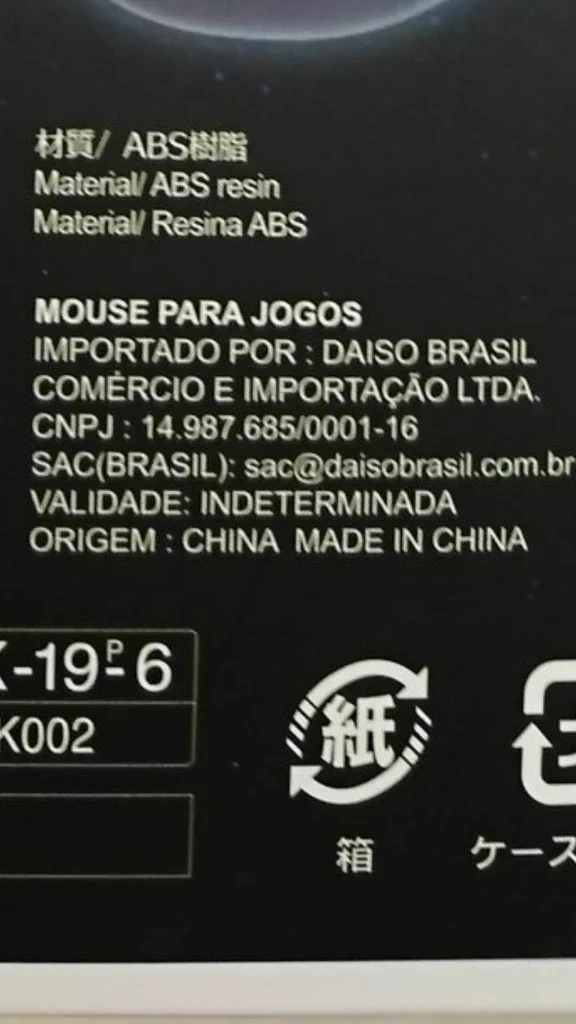 材質/ ABS樹脂
Material/ ABS resin
Material/ Resina ABS
MOUSE PARA JOGOS
IMPORTADO POR : DAISO BRASIL
COMÉRCIO E IMPORTAÇÃO LTDA.
CNPJ : 14.987.685/0001-16
SAC(BRASIL): sac@daisobrasil.com.br
VALIDADE: INDETERMINADA
ORIGEM : CHINA MADE IN CHINA
-19-P 6
K002
紙
箱
ケース